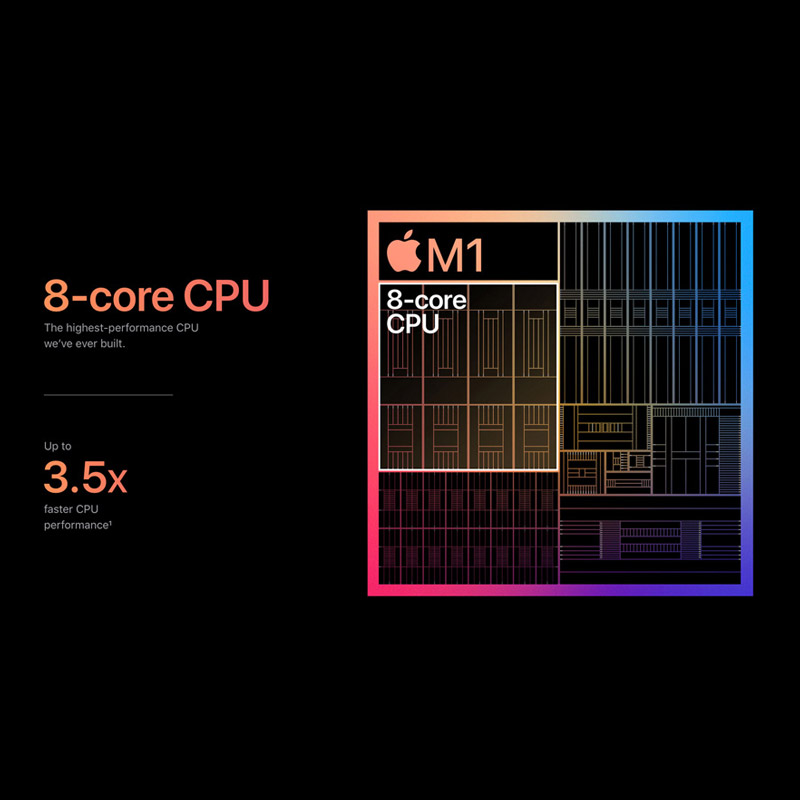 8-core CPU
The highest-performance CPU
we’ve ever built.
Up to
3.5x
faster CPU
performance¹
M1
8-core
CPU